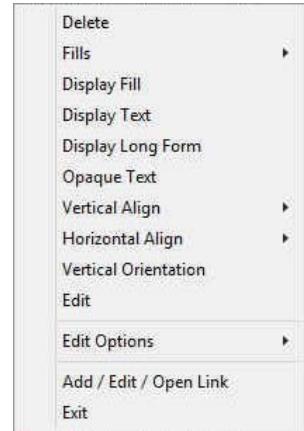 Delete
Fills
Display Fill
Display Text
Display Long Form
Opaque Text
Vertical Align
Horizontal Align
Vertical Orientation
Edit
Edit Options
Add / Edit / Open Link
Exit